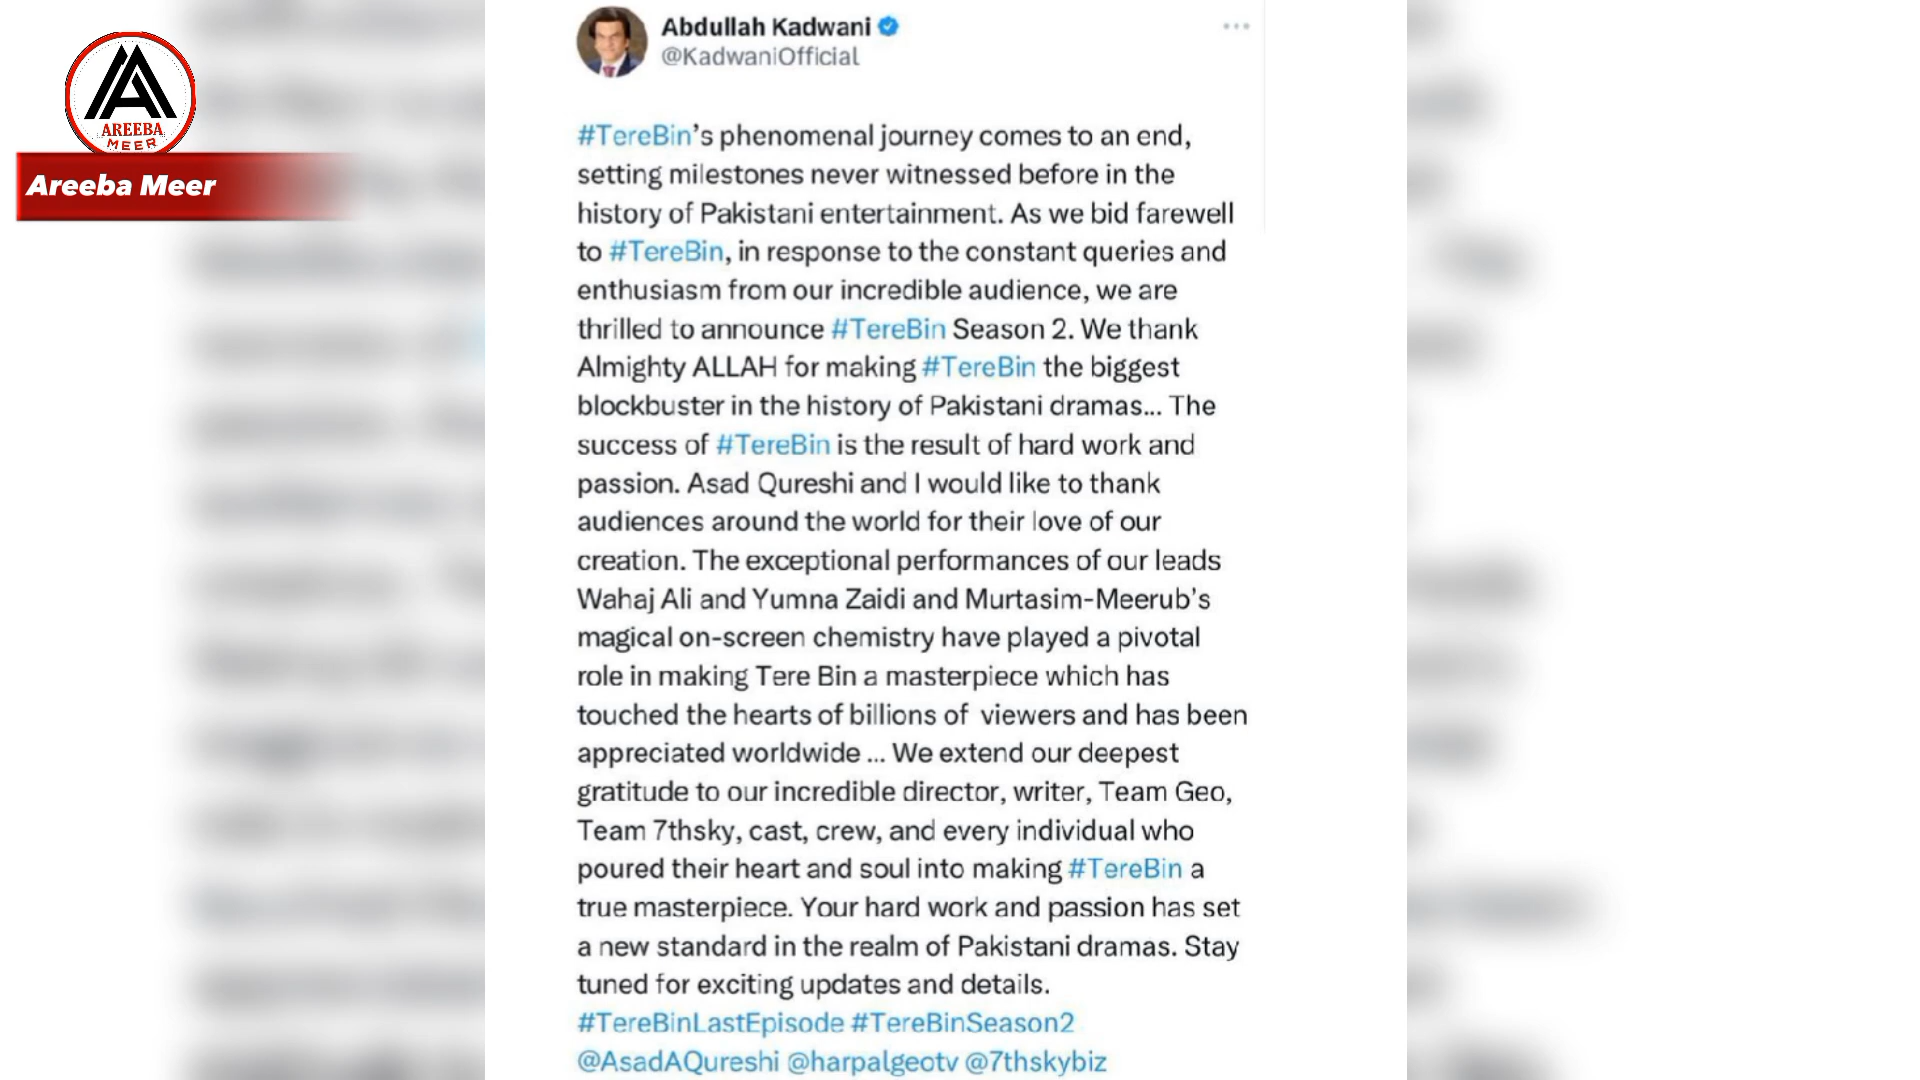 AREEBA
MEER
Areeba Meer
Abdullah Kadwani
@KadwaniOfficial
#TereBin's phenomenal journey comes to an end,
setting milestones never witnessed before in the
history of Pakistani entertainment. As we bid farewell
to #TereBin, in response to the constant queries and
enthusiasm from our incredible audience, we are
thrilled to announce #TereBin Season 2. We thank
Almighty ALLAH for making #TereBin the biggest
blockbuster in the history of Pakistani dramas... The
success of #TereBin is the result of hard work and
passion. Asad Qureshi and I would like to thank
audiences around the world for their love of our
creation. The exceptional performances of our leads
Wahaj Ali and Yumna Zaidi and Murtasim-Meerub's
magical on-screen chemistry have played a pivotal
role in making Tere Bin a masterpiece which has
touched the hearts of billions of  viewers and has been
appreciated worldwide ... We extend our deepest
gratitude to our incredible director, writer, Team Geo,
Team 7thsky, cast, crew, and every individual who
poured their heart and soul into making #TereBin a
true masterpiece. Your hard work and passion has set
a new standard in the realm of Pakistani dramas. Stay
tuned for exciting updates and details.
#TereBinLastEpisode #TereBinSeason2
@AsadAQureshi @harpalgeotv @7thskybiz